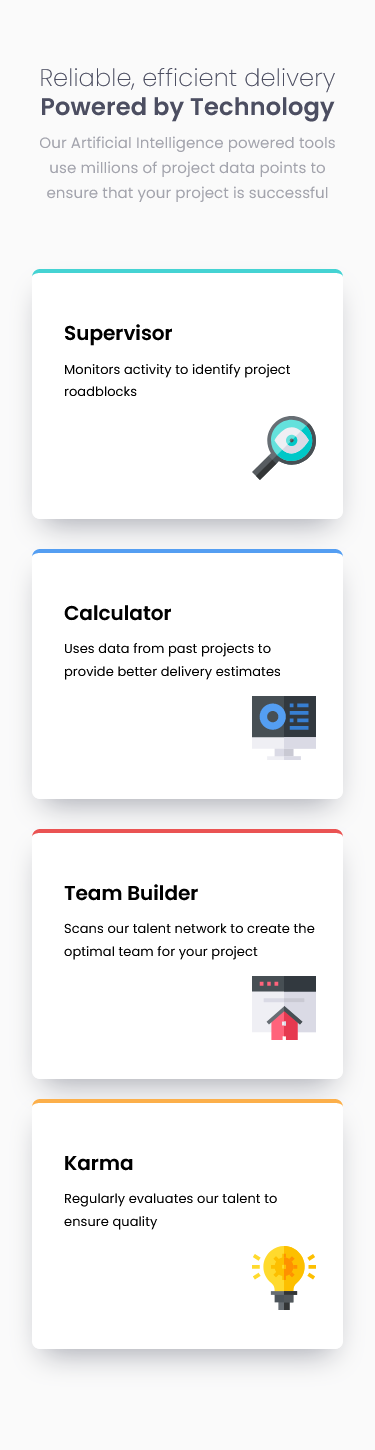 Reliable, efficient delivery
Powered by Technology
Our Artificial Intelligence powered tools
use millions of project data points to
ensure that your project is successful
Supervisor
Monitors activity to identify project
roadblocks
Calculator
Uses data from past projects to
provide better delivery estimates
Team Builder
Scans our talent network to create the
optimal team for your project
Karma
Regularly evaluates our talent to
ensure quality